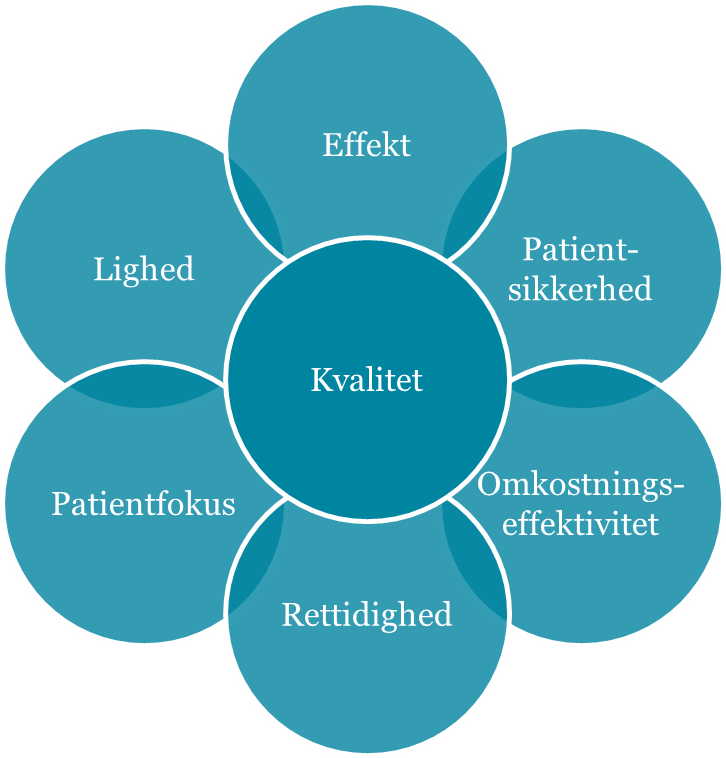 Effekt
Patient-
sikkerhed
Lighed
Kvalitet
Omkostnings-
effektivitet
Patientfokus
Rettidighed